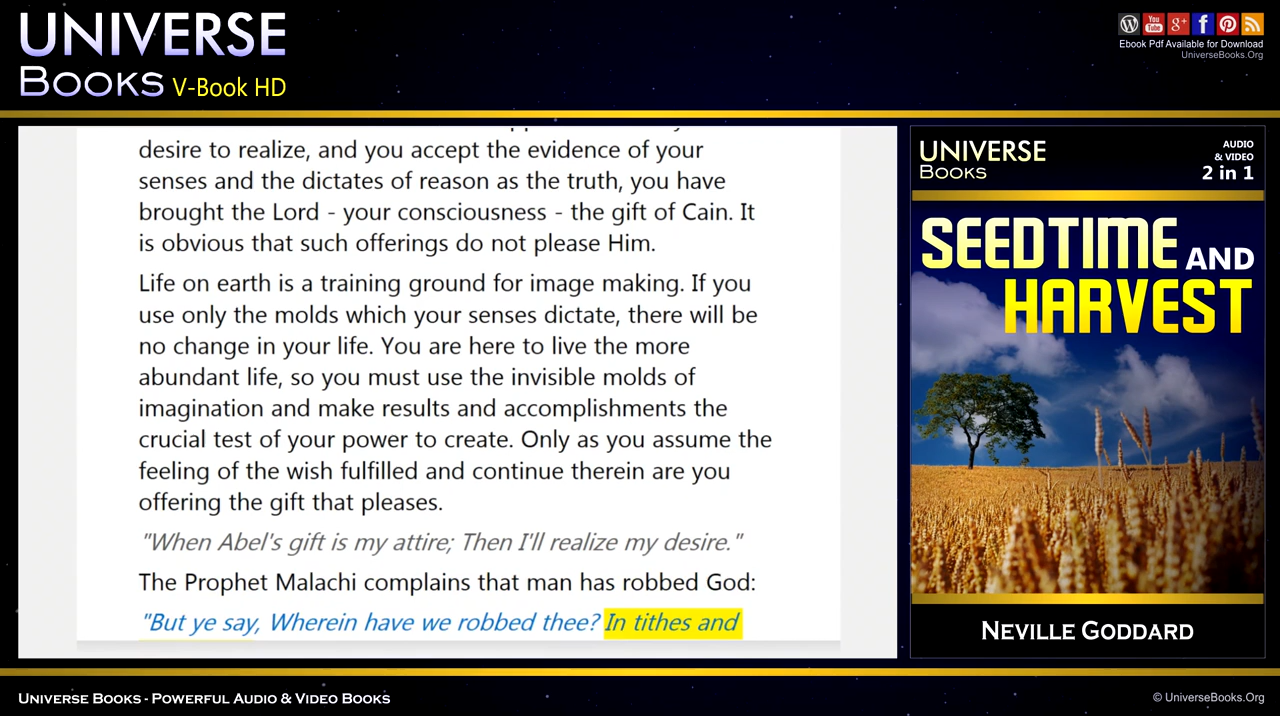 UNIVERSE
BOOKS V-Book HD
Ebook Pdf Available for Download
UniverseBooks.Org
desire to realize, and you accept the evidence of your
senses and the dictates of reason as the truth, you have
brought the Lord - your consciousness - the gift of Cain. It
is obvious that such offerings do not please Him.
Life on earth is a training ground for image making. If you
use only the molds which your senses dictate, there will be
no change in your life. You are here to live the more
abundant life, so you must use the invisible molds of
imagination and make results and accomplishments the
crucial test of your power to create. Only as you assume the
feeling of the wish fulfilled and continue therein are you
offering the gift that pleases.
"When Abel's gift is my attire; Then I'll realize my desire."
The Prophet Malachi complains that man has robbed God:
"But ye say, Wherein have we robbed thee? In tithes and
UNIVERSE
BOOKS
AUDIO
& VIDEO
2 in 1
SEEDTIME AND
HARVEST
NEVILLE GODDARD
UNIVERSE BOOKS - POWERFUL AUDIO & VIDEO BOOKS
© UniverseBooks.Org